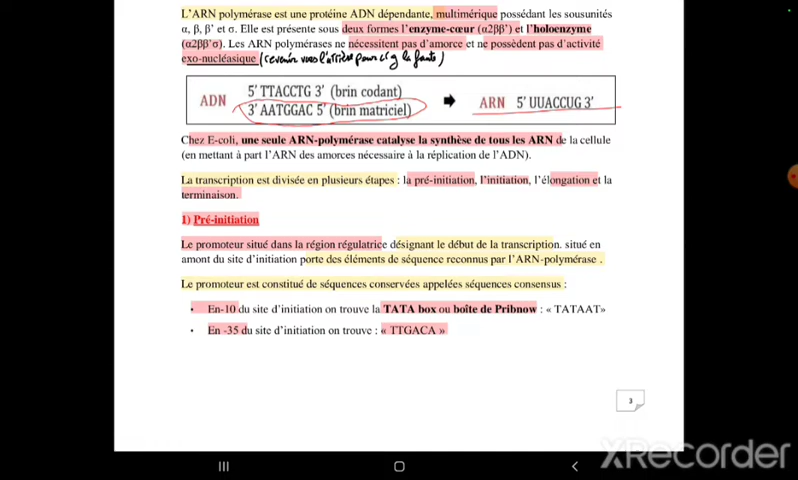 L'ARN polymérase est une protéine ADN dépendante, multimérique possédant les sousunités
α, β, β' et σ. Elle est présente sous deux formes l'enzyme-cœur (α2ββ') et l'holoenzyme
(α2ββ'σ). Les ARN polymérases ne nécessitent pas d'amorce et ne possèdent pas d'activité
exo-nucléasique (revenir vers l'arrière pour la faute)
ADN 5' TTACCTG 3' (brin codant)
3' AATGGAC 5' (brin matriciel)
ARN 5' UUACCUG 3'
Chez E-coli, une seule ARN-polymérase catalyse la synthèse de tous les ARN de la cellule
(en mettant à part l'ARN des amorces nécessaire à la réplication de l'ADN).
La transcription est divisée en plusieurs étapes : la pré-initiation, l'initiation, l'élongation et la
terminaison.
1) Pré-initiation
Le promoteur situé dans la région régulatrice désignant le début de la transcription. situé en
amont du site d'initiation porte des éléments de séquence reconnus par l'ARN-polymérase .
Le promoteur est constitué de séquences conservées appelées séquences consensus :
• En-10 du site d'initiation on trouve la TATA box ou boîte de Pribnow : « TATAAT»
• En -35 du site d'initiation on trouve : « TTGACA »
3
XRecorder